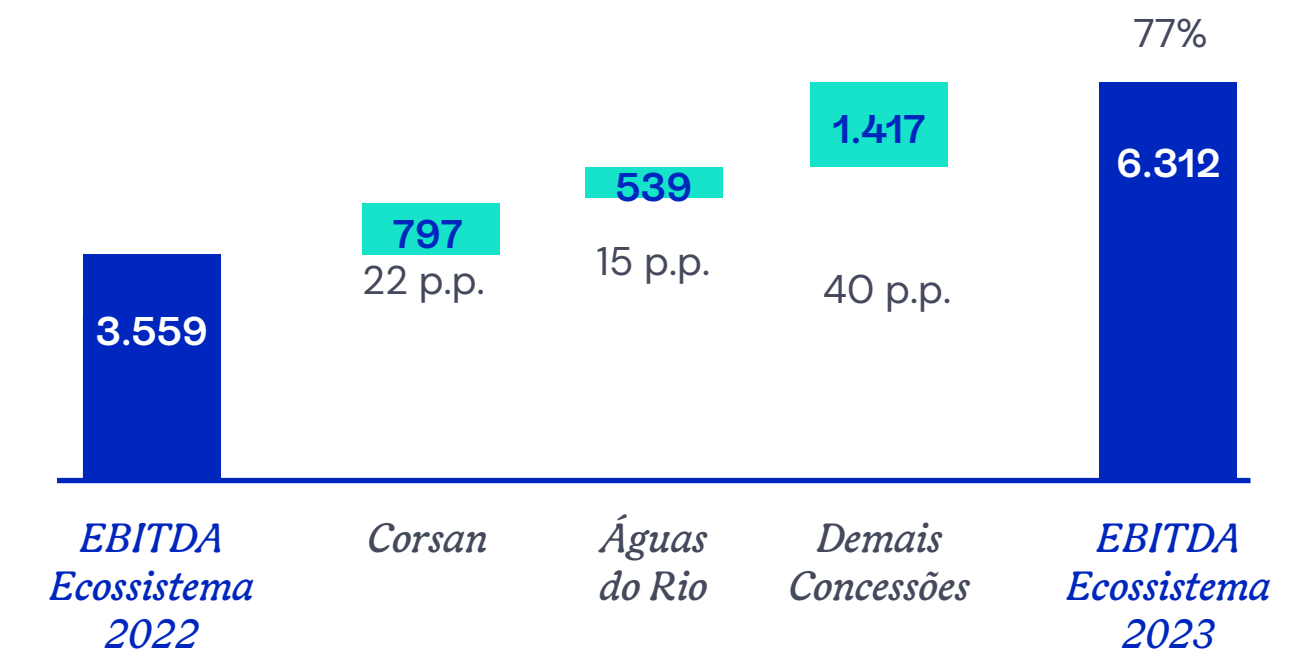 77%
1.417
6.312
539
797
15 p.p.
22 p.p.
40 p.p.
3.559
EBITDA
Ecossistema
2022
Corsan
Águas
do Rio
Demais
Concessões
EBITDA
Ecossistema
2023